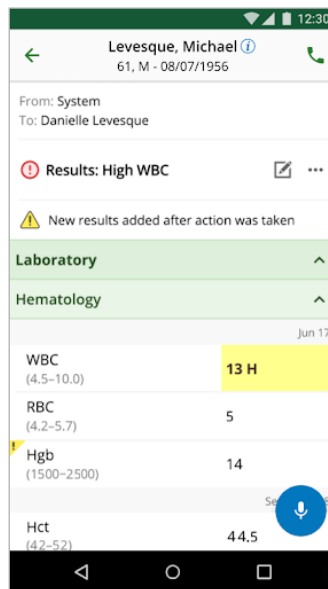 12:30
Levesque, Michael
61, M - 08/07/1956
From: System
To: Danielle Levesque
Results: High WBC
New results added after action was taken
Laboratory
Hematology
Jun 17
WBC
13 H
(4.5–10.0)
RBC
5
(4.2–5.7)
Hgb
14
(1500–2500)
Hct
44.5
(42–52)